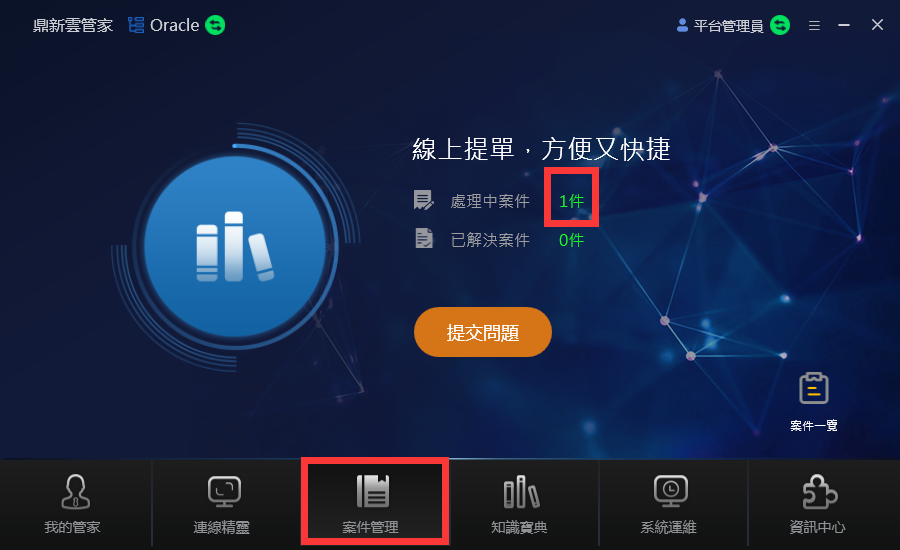 鼎新雲管家 Oracle 平台管理員
線上提單，方便又快捷
處理中案件 1件
已解決案件 0件
提交問題
案件一覽
我的管家 連線精靈 案件管理 知識寶典 系統運維 資訊中心